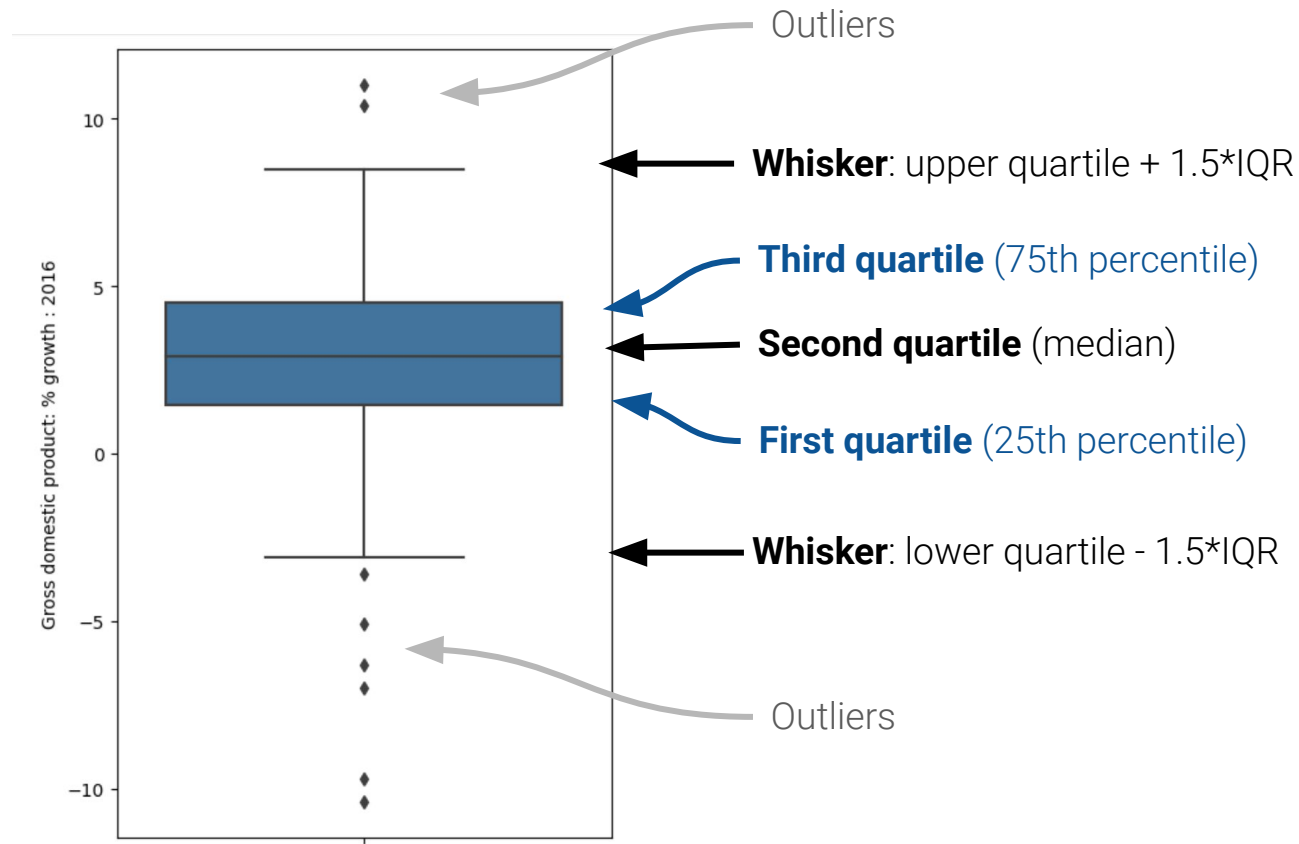 Outliers
10
Whisker: upper quartile + 1.5*IQR
Third quartile (75th percentile)
5
Second quartile (median)
First quartile (25th percentile)
0
Gross domestic product: % growth : 2016
Whisker: lower quartile - 1.5*IQR
−5
Outliers
−10